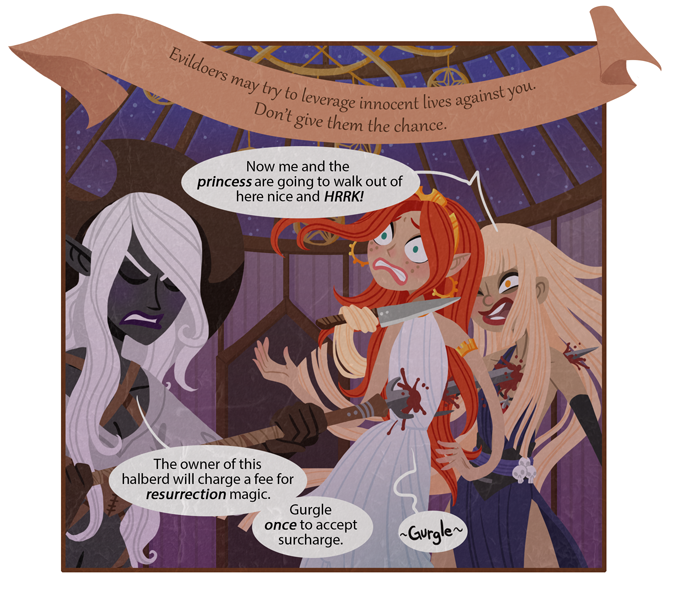 Evildoers may try to leverage innocent lives against you.
Don't give them the chance.
Now me and the
princess are going to walk out of
here nice and HRRK!
The owner of this
halberd will charge a fee for
resurrection magic.
Gurgle
once to accept
surcharge.
~Gurgle~